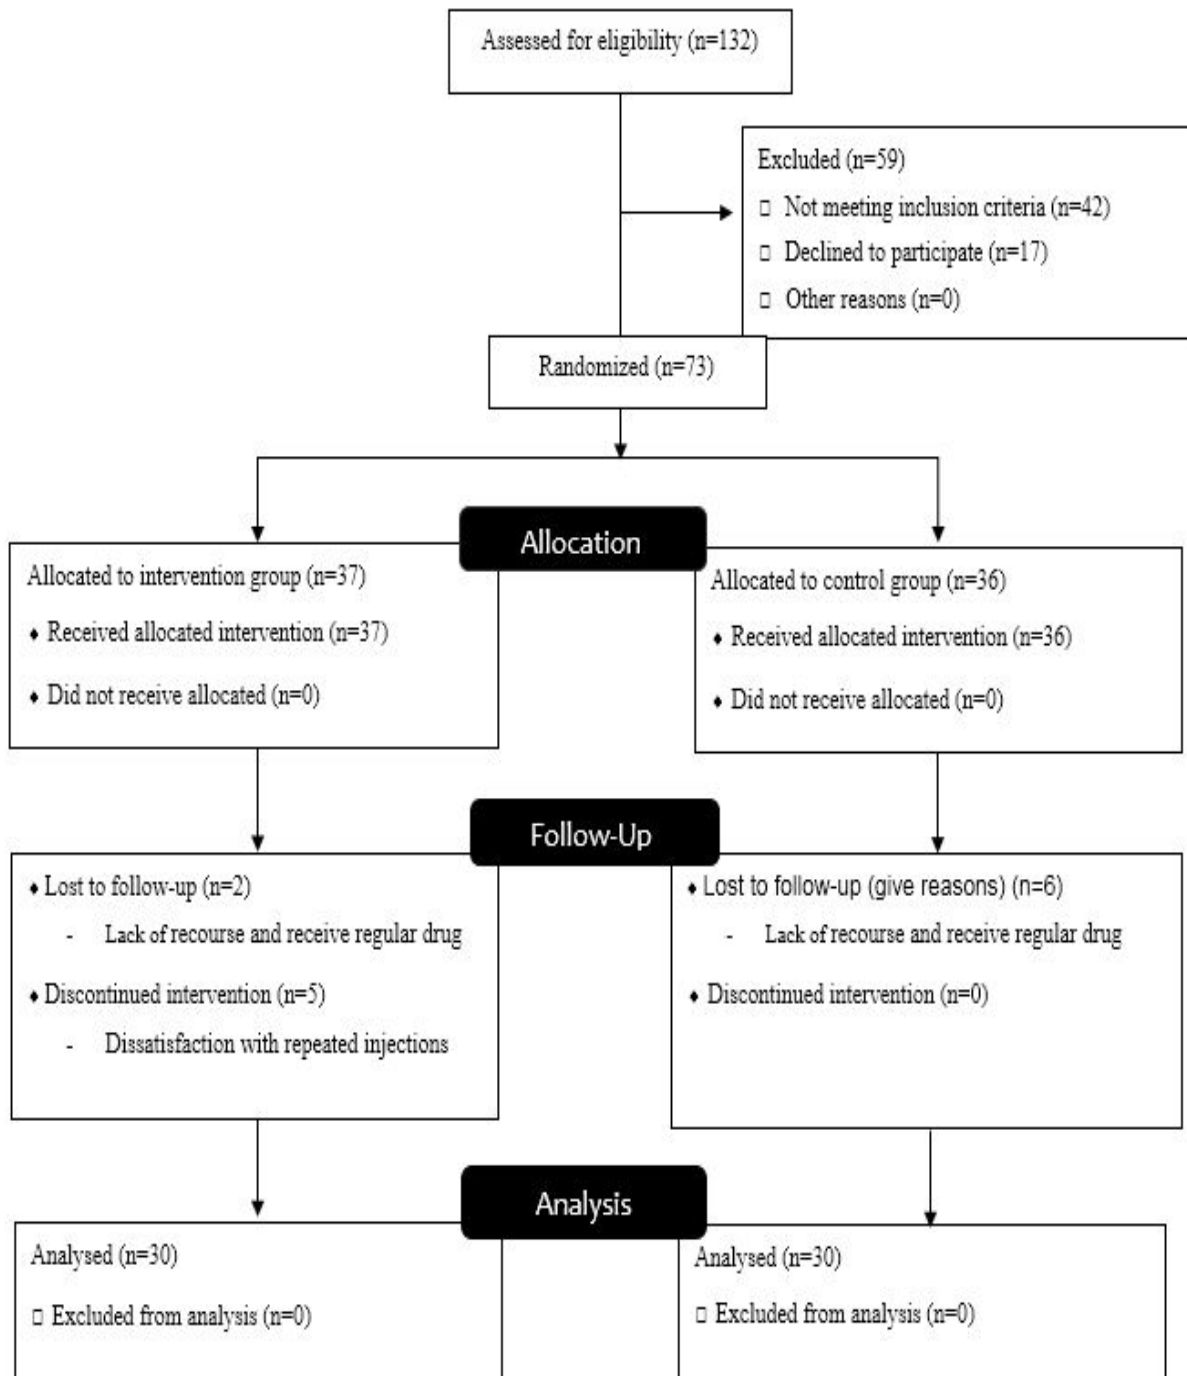 Assessed for eligibility (n=132)
Excluded (n=59)
▯ Not meeting inclusion criteria (n=42)
▯ Declined to participate (n=17)
▯ Other reasons (n=0)
Randomized (n=73)
Allocation
Allocated to intervention group (n=37)
♦ Received allocated intervention (n=37)
♦ Did not receive allocated (n=0)
Allocated to control group (n=36)
♦ Received allocated intervention (n=36)
♦ Did not receive allocated (n=0)
Follow-Up
♦ Lost to follow-up (n=2)
- Lack of recourse and receive regular drug
♦ Discontinued intervention (n=5)
- Dissatisfaction with repeated injections
♦ Lost to follow-up (give reasons) (n=6)
- Lack of recourse and receive regular drug
♦ Discontinued intervention (n=0)
Analysis
Analysed (n=30)
▯ Excluded from analysis (n=0)
Analysed (n=30)
▯ Excluded from analysis (n=0)